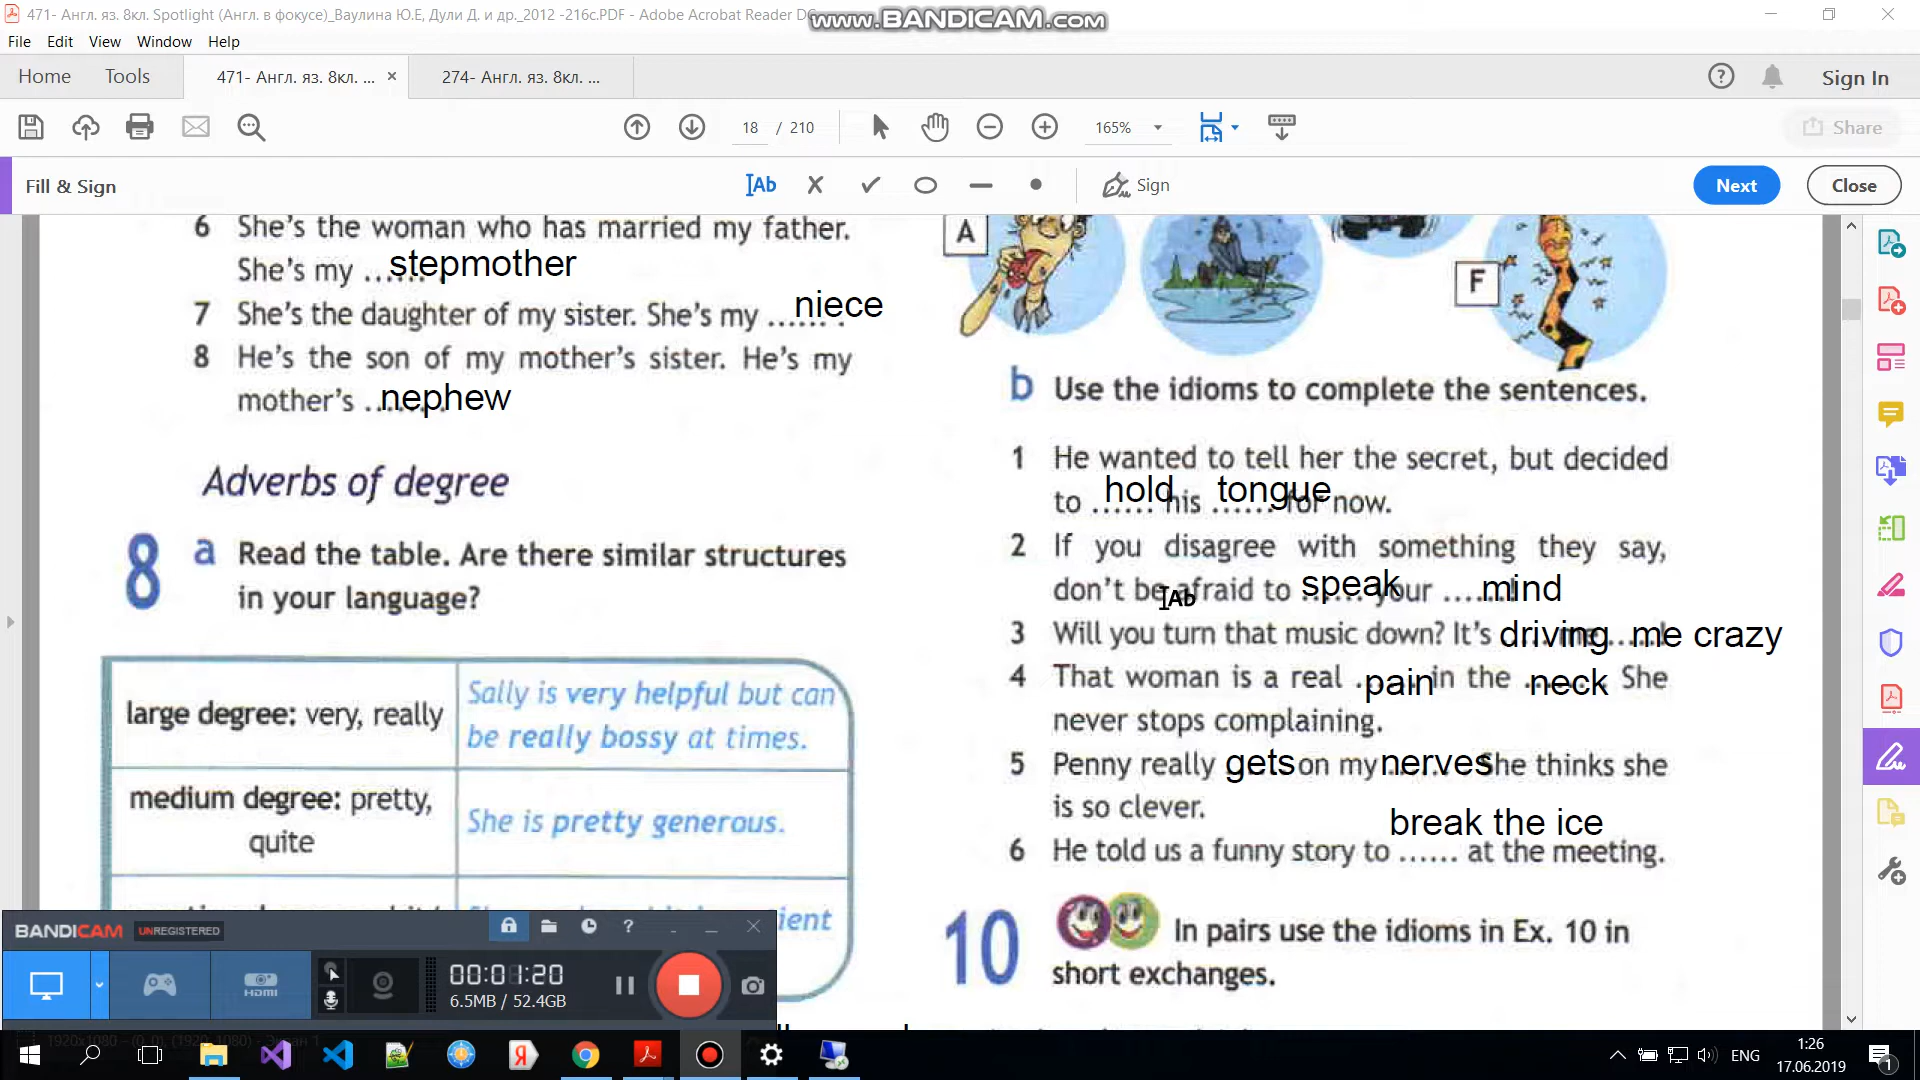 471- Англ. яз. 8кл. Spotlight (Англ. в фокусе)_Ваулина Ю.Е, Дули Д. и др._2012 -216с.PDF - Adobe Acrobat Reader DC
www.BANDICAM.com
File Edit View Window Help
Home Tools 471- Англ. яз. 8кл. ... × 274- Англ. яз. 8кл. ... Sign In
18 / 210 165% Share
Fill & Sign Ab Sign Next Close
6 She's the woman who has married my father.
She's my ...... stepmother
7 She's the daughter of my sister. She's my ...... . niece
8 He's the son of my mother's sister. He's my
mother's ...... . nephew
Adverbs of degree
8 a Read the table. Are there similar structures
in your language?
large degree: very, really
Sally is very helpful but can
be really bossy at times.
medium degree: pretty,
quite
She is pretty generous.
A
F
b Use the idioms to complete the sentences.
1 He wanted to tell her the secret, but decided
to ...... his ...... for now. hold tongue
2 If you disagree with something they say,
don't be afraid to ...... your ......! speak mind
3 Will you turn that music down? It's ...... me ......! driving me crazy
4 That woman is a real ...... in the ...... . She pain neck
never stops complaining.
5 Penny really ...... on my ...... . She thinks she gets nerves
is so clever.
break the ice
6 He told us a funny story to ...... at the meeting.
10 In pairs use the idioms in Ex. 10 in
short exchanges.
BANDICAM UNREGISTERED
HDMI
00:01:20
6.5MB / 52.4GB
1920x1080 - (0, 0), (1920, 1080) - Экран 1
ENG
1:26
17.06.2019
1